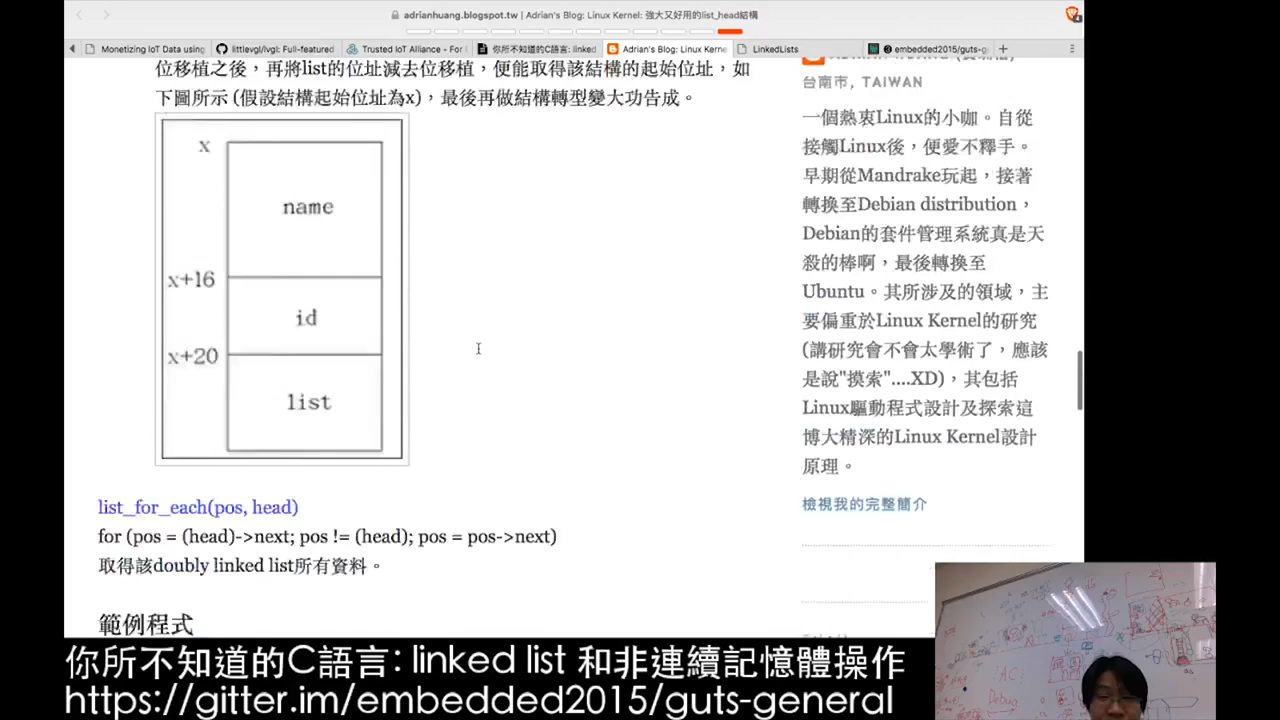 adrianhuang.blogspot.tw | Adrian's Blog: Linux Kernel: 強大又好用的list_head結構
Monetizing IoT Data using
littlevgl/lvgl: Full-featured
Trusted IoT Alliance - For
你所不知道的C語言: linked
Adrian's Blog: Linux Kerne
LinkedLists
embedded2015/guts-g
位移植之後，再將list的位址減去位移植，便能取得該結構的起始位址，如
下圖所示 (假設結構起始位址為x)，最後再做結構轉型變大功告成。
x
name
x+16
id
x+20
list
list_for_each(pos, head)
for (pos = (head)->next; pos != (head); pos = pos->next)
取得該doubly linked list所有資料。
範例程式
台南市, TAIWAN
一個熱衷Linux的小咖。自從
接觸Linux後，便愛不釋手。
早期從Mandrake玩起，接著
轉換至Debian distribution，
Debian的套件管理系統真是天
殺的棒啊，最後轉換至
Ubuntu。其所涉及的領域，主
要偏重於Linux Kernel的研究
(講研究會不會太學術了，應該
是說"摸索"....XD)，其包括
Linux驅動程式設計及探索這
博大精深的Linux Kernel設計
原理。
檢視我的完整簡介
Debug
你所不知道的C語言: linked list 和非連續記憶體操作
https://gitter.im/embedded2015/guts-general